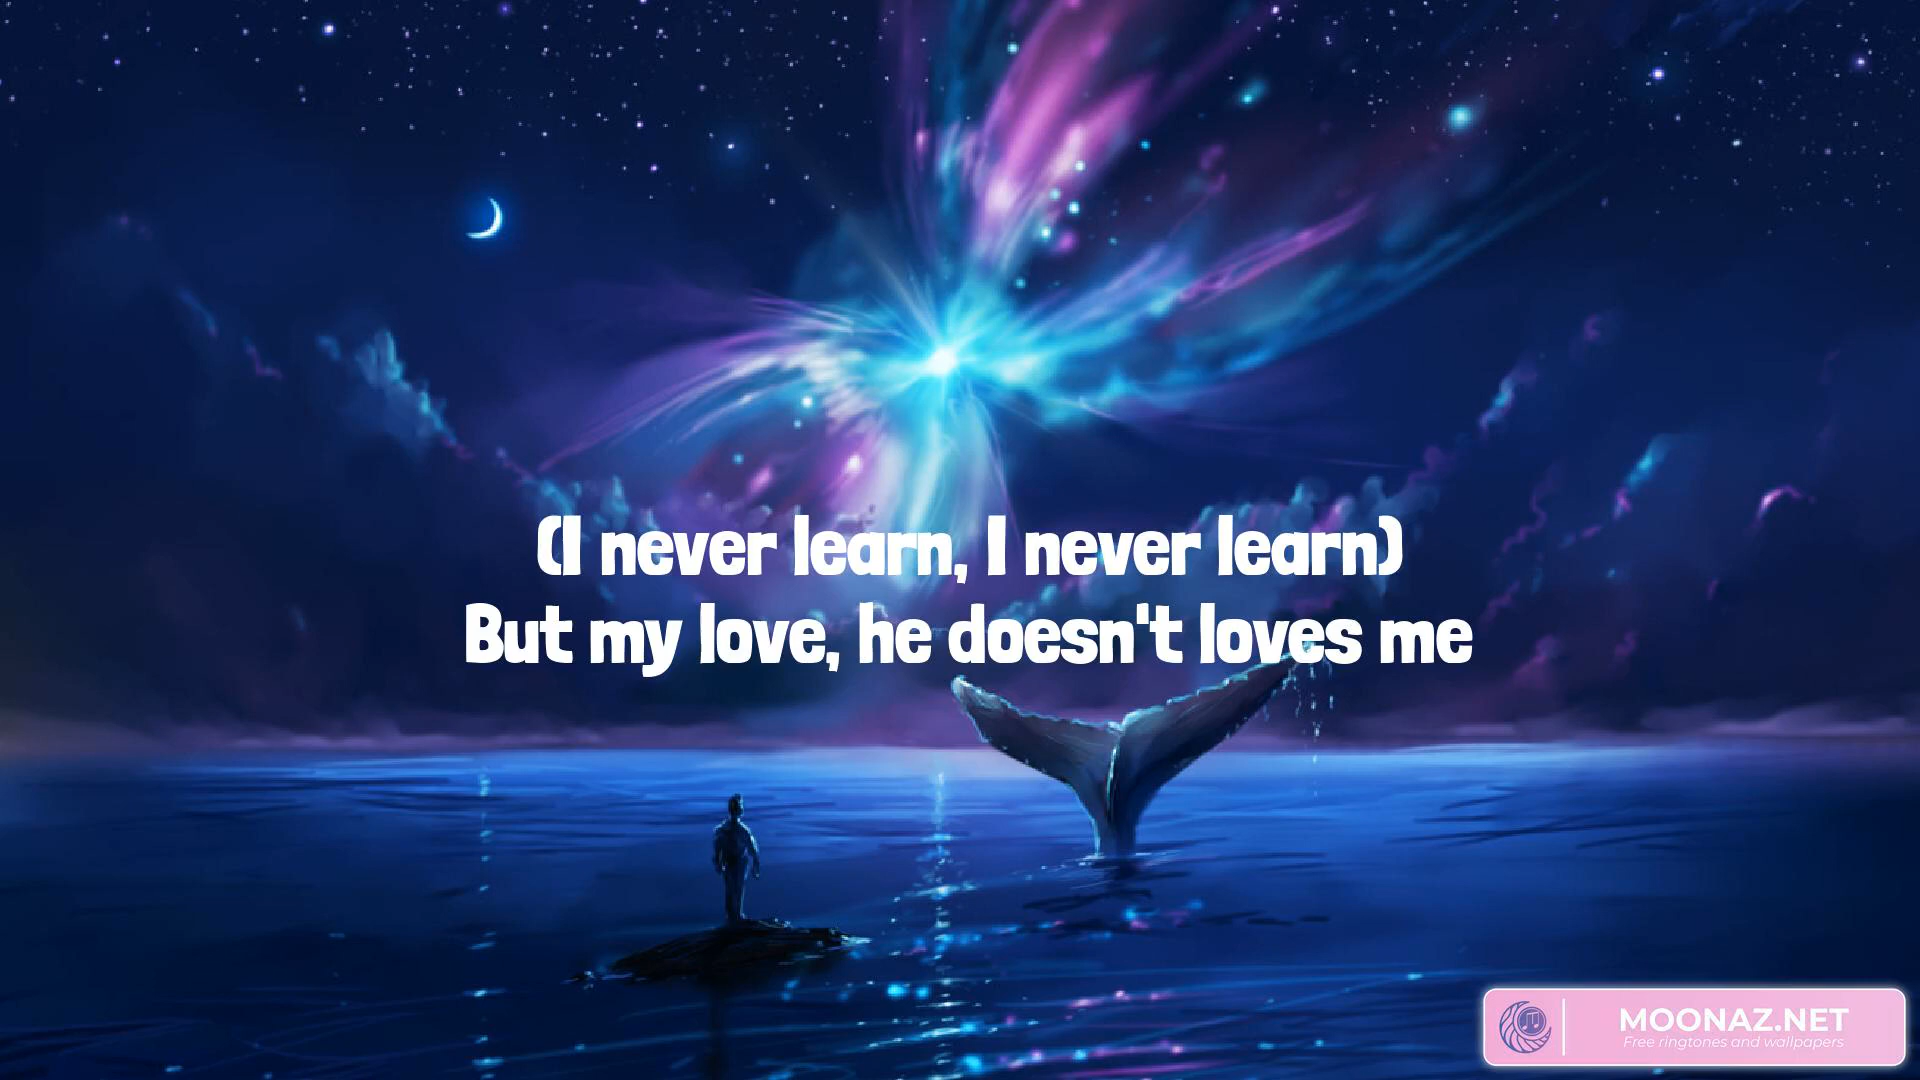 (I never learn, I never learn)
But my love, he doesn't loves me
MOONAZ.NET
Free ringtones and wallpapers